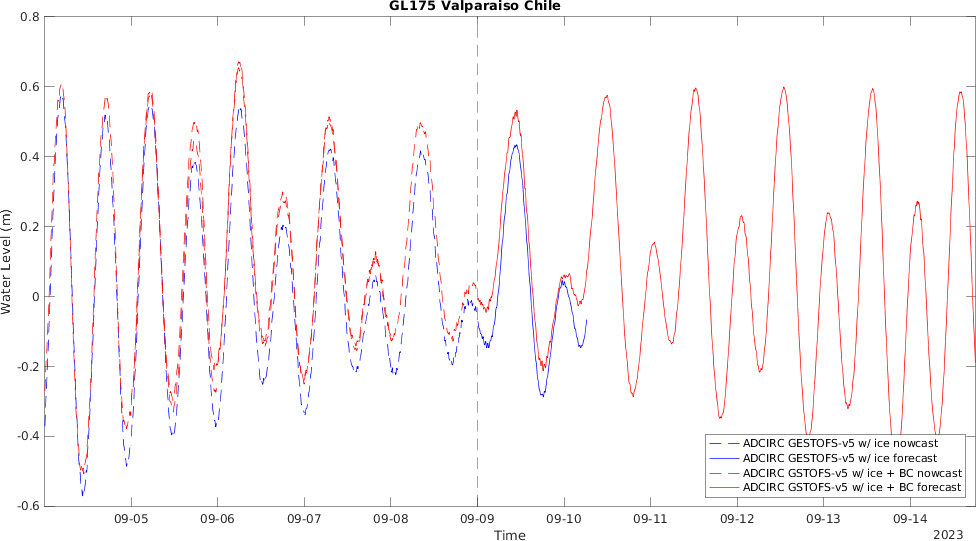 GL175 Valparaiso Chile
0.8
0.6
0.4
0.2
0
-0.2
-0.4
-0.6
Water Level (m)
ADCIRC GESTOFS-v5 w/ ice nowcast
ADCIRC GESTOFS-v5 w/ ice forecast
ADCIRC GSTOFS-v5 w/ ice + BC nowcast
ADCIRC GSTOFS-v5 w/ ice + BC forecast
09-05 09-06 09-07 09-08 09-09 09-10 09-11 09-12 09-13 09-14
Time
2023